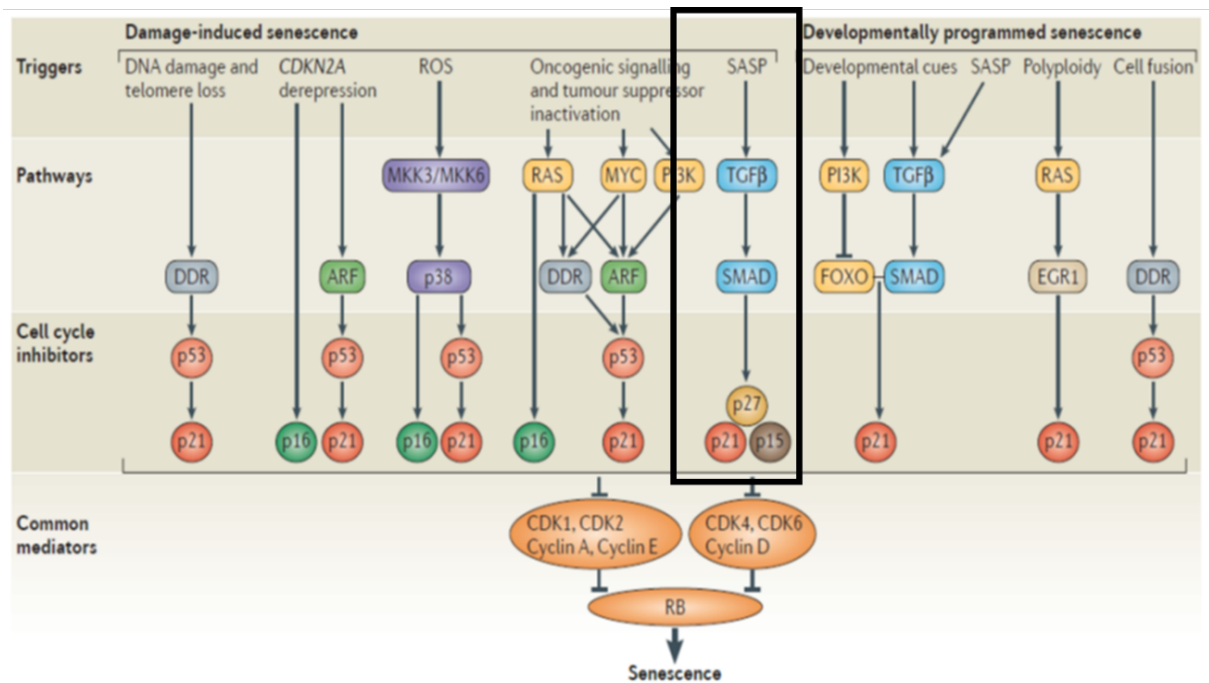 Damage-induced senescence
Developmentally programmed senescence
Triggers
DNA damage and
telomere loss
CDKN2A
derepression
ROS
Oncogenic signalling
and tumour suppressor
inactivation
SASP
Developmental cues
SASP
Polyploidy
Cell fusion
Pathways
MKK3/MKK6
RAS
MYC
PI3K
TGFβ
PI3K
TGFβ
RAS
DDR
ARF
p38
DDR
ARF
SMAD
FOXO
SMAD
EGR1
DDR
Cell cycle
inhibitors
p53
p53
p53
p53
p53
p27
p21
p16
p21
p16
p21
p16
p21
p21
p15
p21
p21
p21
Common
mediators
CDK1, CDK2
Cyclin A, Cyclin E
CDK4, CDK6
Cyclin D
RB
Senescence